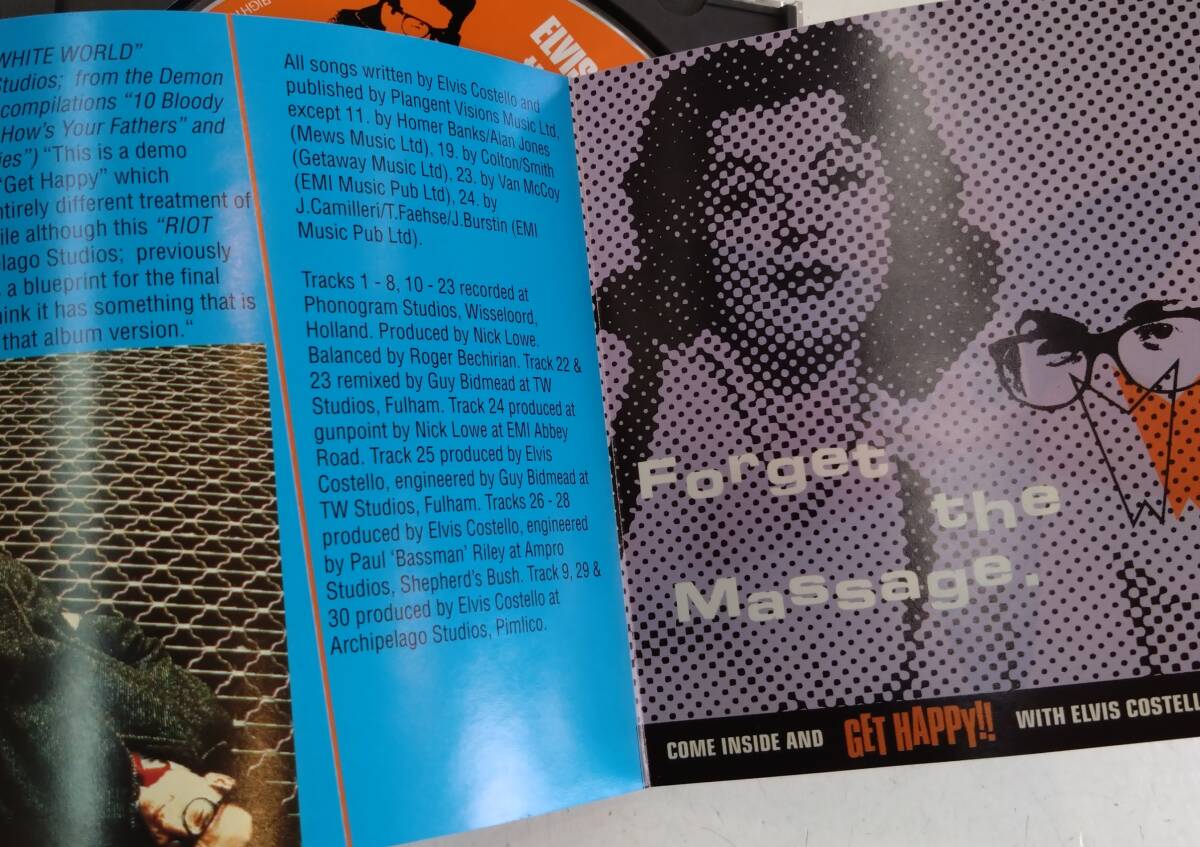 WHITE WORLD"
Studios; from the Demon
compilations "10 Bloody
How's Your Fathers" and
"This is a demo
"Get Happy" which
entirely different treatment of
although this "RIOT
Studios; previously
a blueprint for the final
think it has something that is
that album version."
All songs written by Elvis Costello and
published by Plangent Visions Music Ltd,
except 11. by Homer Banks/Alan Jones
(Mews Music Ltd), 19. by Colton/Smith
(Getaway Music Ltd), 23. by Van McCoy
(EMI Music Pub Ltd), 24. by
J.Camilleri/T.Faehse/J.Burstin (EMI
Music Pub Ltd).
Tracks 1 - 8, 10 - 23 recorded at
Phonogram Studios, Wisseloord,
Holland. Produced by Nick Lowe.
Balanced by Roger Bechirian. Track 22 &
23 remixed by Guy Bidmead at TW
Studios, Fulham. Track 24 produced at
gunpoint by Nick Lowe at EMI Abbey
Road. Track 25 produced by Elvis
Costello, engineered by Guy Bidmead at
TW Studios, Fulham. Tracks 26 - 28
produced by Elvis Costello, engineered
by Paul 'Bassman' Riley at Ampro
Studios, Shepherd's Bush. Track 9, 29 &
30 produced by Elvis Costello at
Archipelago Studios, Pimlico.
ELVIS
Forget
the
Massage.
COME INSIDE AND GET HAPPY!! WITH ELVIS COSTELL